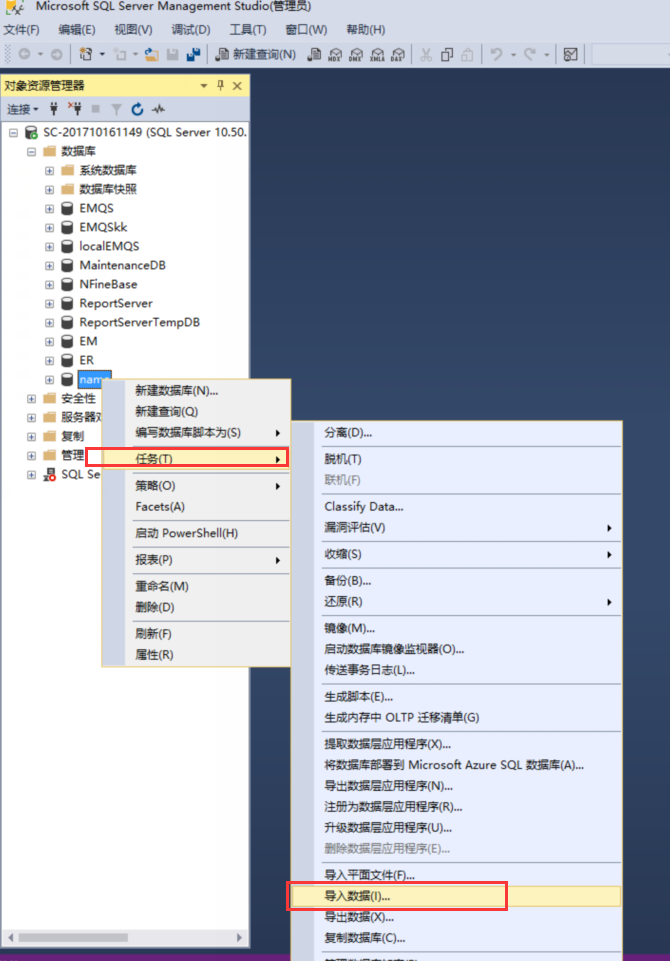 Microsoft SQL Server Management Studio(管理员)
文件(F) 编辑(E) 视图(V) 调试(D) 工具(T) 窗口(W) 帮助(H)
新建查询(N) MDX DMX XMLA DAX
对象资源管理器
连接
SC-201710161149 (SQL Server 10.50.
数据库
系统数据库
数据库快照
EMQS
EMQSkk
localEMQS
MaintenanceDB
NFineBase
ReportServer
ReportServerTempDB
EM
ER
name
安全性
服务器对
复制
管理
SQL Se
新建数据库(N)...
新建查询(Q)
编写数据库脚本为(S)
任务(T)
策略(O)
Facets(A)
启动 PowerShell(H)
报表(P)
重命名(M)
删除(D)
刷新(F)
属性(R)
分离(D)...
脱机(T)
联机(F)
Classify Data...
漏洞评估(V)
收缩(S)
备份(B)...
还原(R)
镜像(M)...
启动数据库镜像监视器(O)...
传送事务日志(L)...
生成脚本(E)...
生成内存中 OLTP 迁移清单(G)
提取数据层应用程序(X)...
将数据库部署到 Microsoft Azure SQL 数据库(A)...
导出数据层应用程序(N)...
注册为数据层应用程序(R)...
升级数据层应用程序(U)...
删除数据层应用程序(E)...
导入平面文件(F)...
导入数据(I)...
导出数据(X)...
复制数据库(C)...